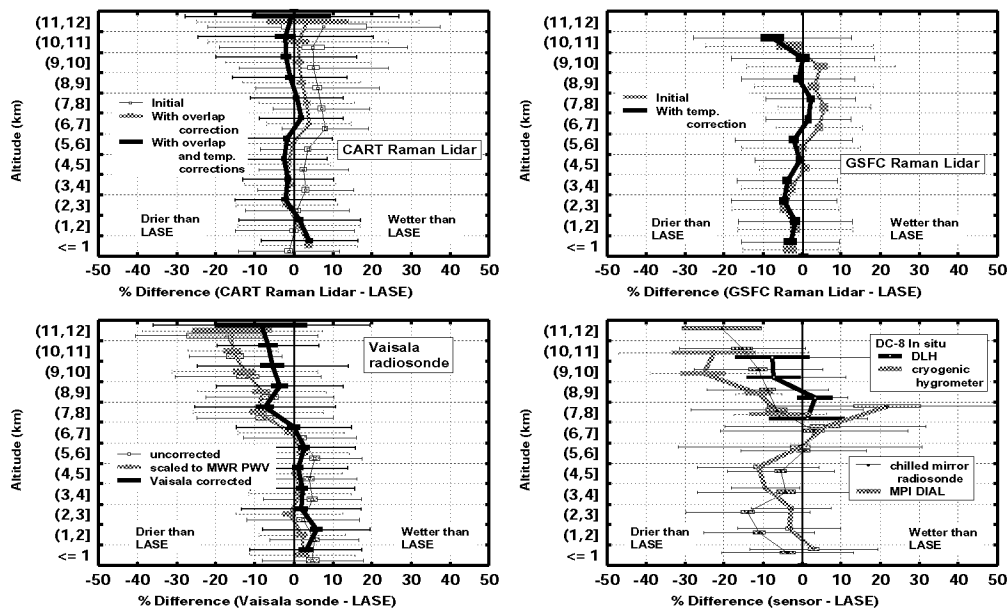 Altitude (km)
(11,12]
(10,11]
(9,10]
(8,9]
(7,8]
(6,7]
(5,6]
(4,5]
(3,4]
(2,3]
(1,2]
<= 1
Initial
With overlap
correction
With overlap
and temp.
corrections
CART Raman Lidar
Drier than
LASE
Wetter than
LASE
-50 -40 -30 -20 -10 0 10 20 30 40 50
% Difference (CART Raman Lidar - LASE)
Altitude (km)
(11,12]
(10,11]
(9,10]
(8,9]
(7,8]
(6,7]
(5,6]
(4,5]
(3,4]
(2,3]
(1,2]
<= 1
Initial
With temp.
correction
GSFC Raman Lidar
Drier than
LASE
Wetter than
LASE
-50 -40 -30 -20 -10 0 10 20 30 40 50
% Difference (GSFC Raman Lidar - LASE)
Altitude (km)
(11,12]
(10,11]
(9,10]
(8,9]
(7,8]
(6,7]
(5,6]
(4,5]
(3,4]
(2,3]
(1,2]
<= 1
Vaisala
radiosonde
uncorrected
scaled to MWR PWV
Vaisala corrected
Drier than
LASE
Wetter than
LASE
-50 -40 -30 -20 -10 0 10 20 30 40 50
% Difference (Vaisala sonde - LASE)
Altitude (km)
(11,12]
(10,11]
(9,10]
(8,9]
(7,8]
(6,7]
(5,6]
(4,5]
(3,4]
(2,3]
(1,2]
<= 1
DC-8 In situ
DLH
cryogenic
hygrometer
chilled mirror
radiosonde
MPI DIAL
Drier than
LASE
Wetter than
LASE
-50 -40 -30 -20 -10 0 10 20 30 40 50
% Difference (sensor - LASE)